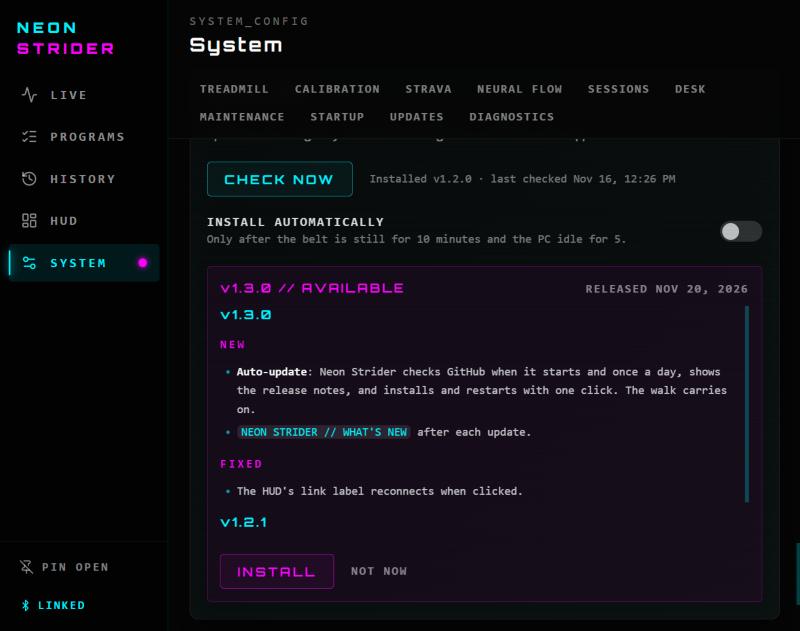 NEON
STRIDER
LIVE
PROGRAMS
HISTORY
HUD
SYSTEM
PIN OPEN
LINKED
SYSTEM_CONFIG
System
TREADMILL CALIBRATION STRAVA NEURAL FLOW SESSIONS DESK
MAINTENANCE STARTUP UPDATES DIAGNOSTICS
CHECK NOW
Installed v1.2.0 · last checked Nov 16, 12:26 PM
INSTALL AUTOMATICALLY
Only after the belt is still for 10 minutes and the PC idle for 5.
v1.3.0 // AVAILABLE
RELEASED NOV 20, 2026
v1.3.0
NEW
• Auto-update: Neon Strider checks GitHub when it starts and once a day, shows
the release notes, and installs and restarts with one click. The walk carries
on.
• NEON STRIDER // WHAT'S NEW after each update.
FIXED
• The HUD's link label reconnects when clicked.
v1.2.1
INSTALL
NOT NOW